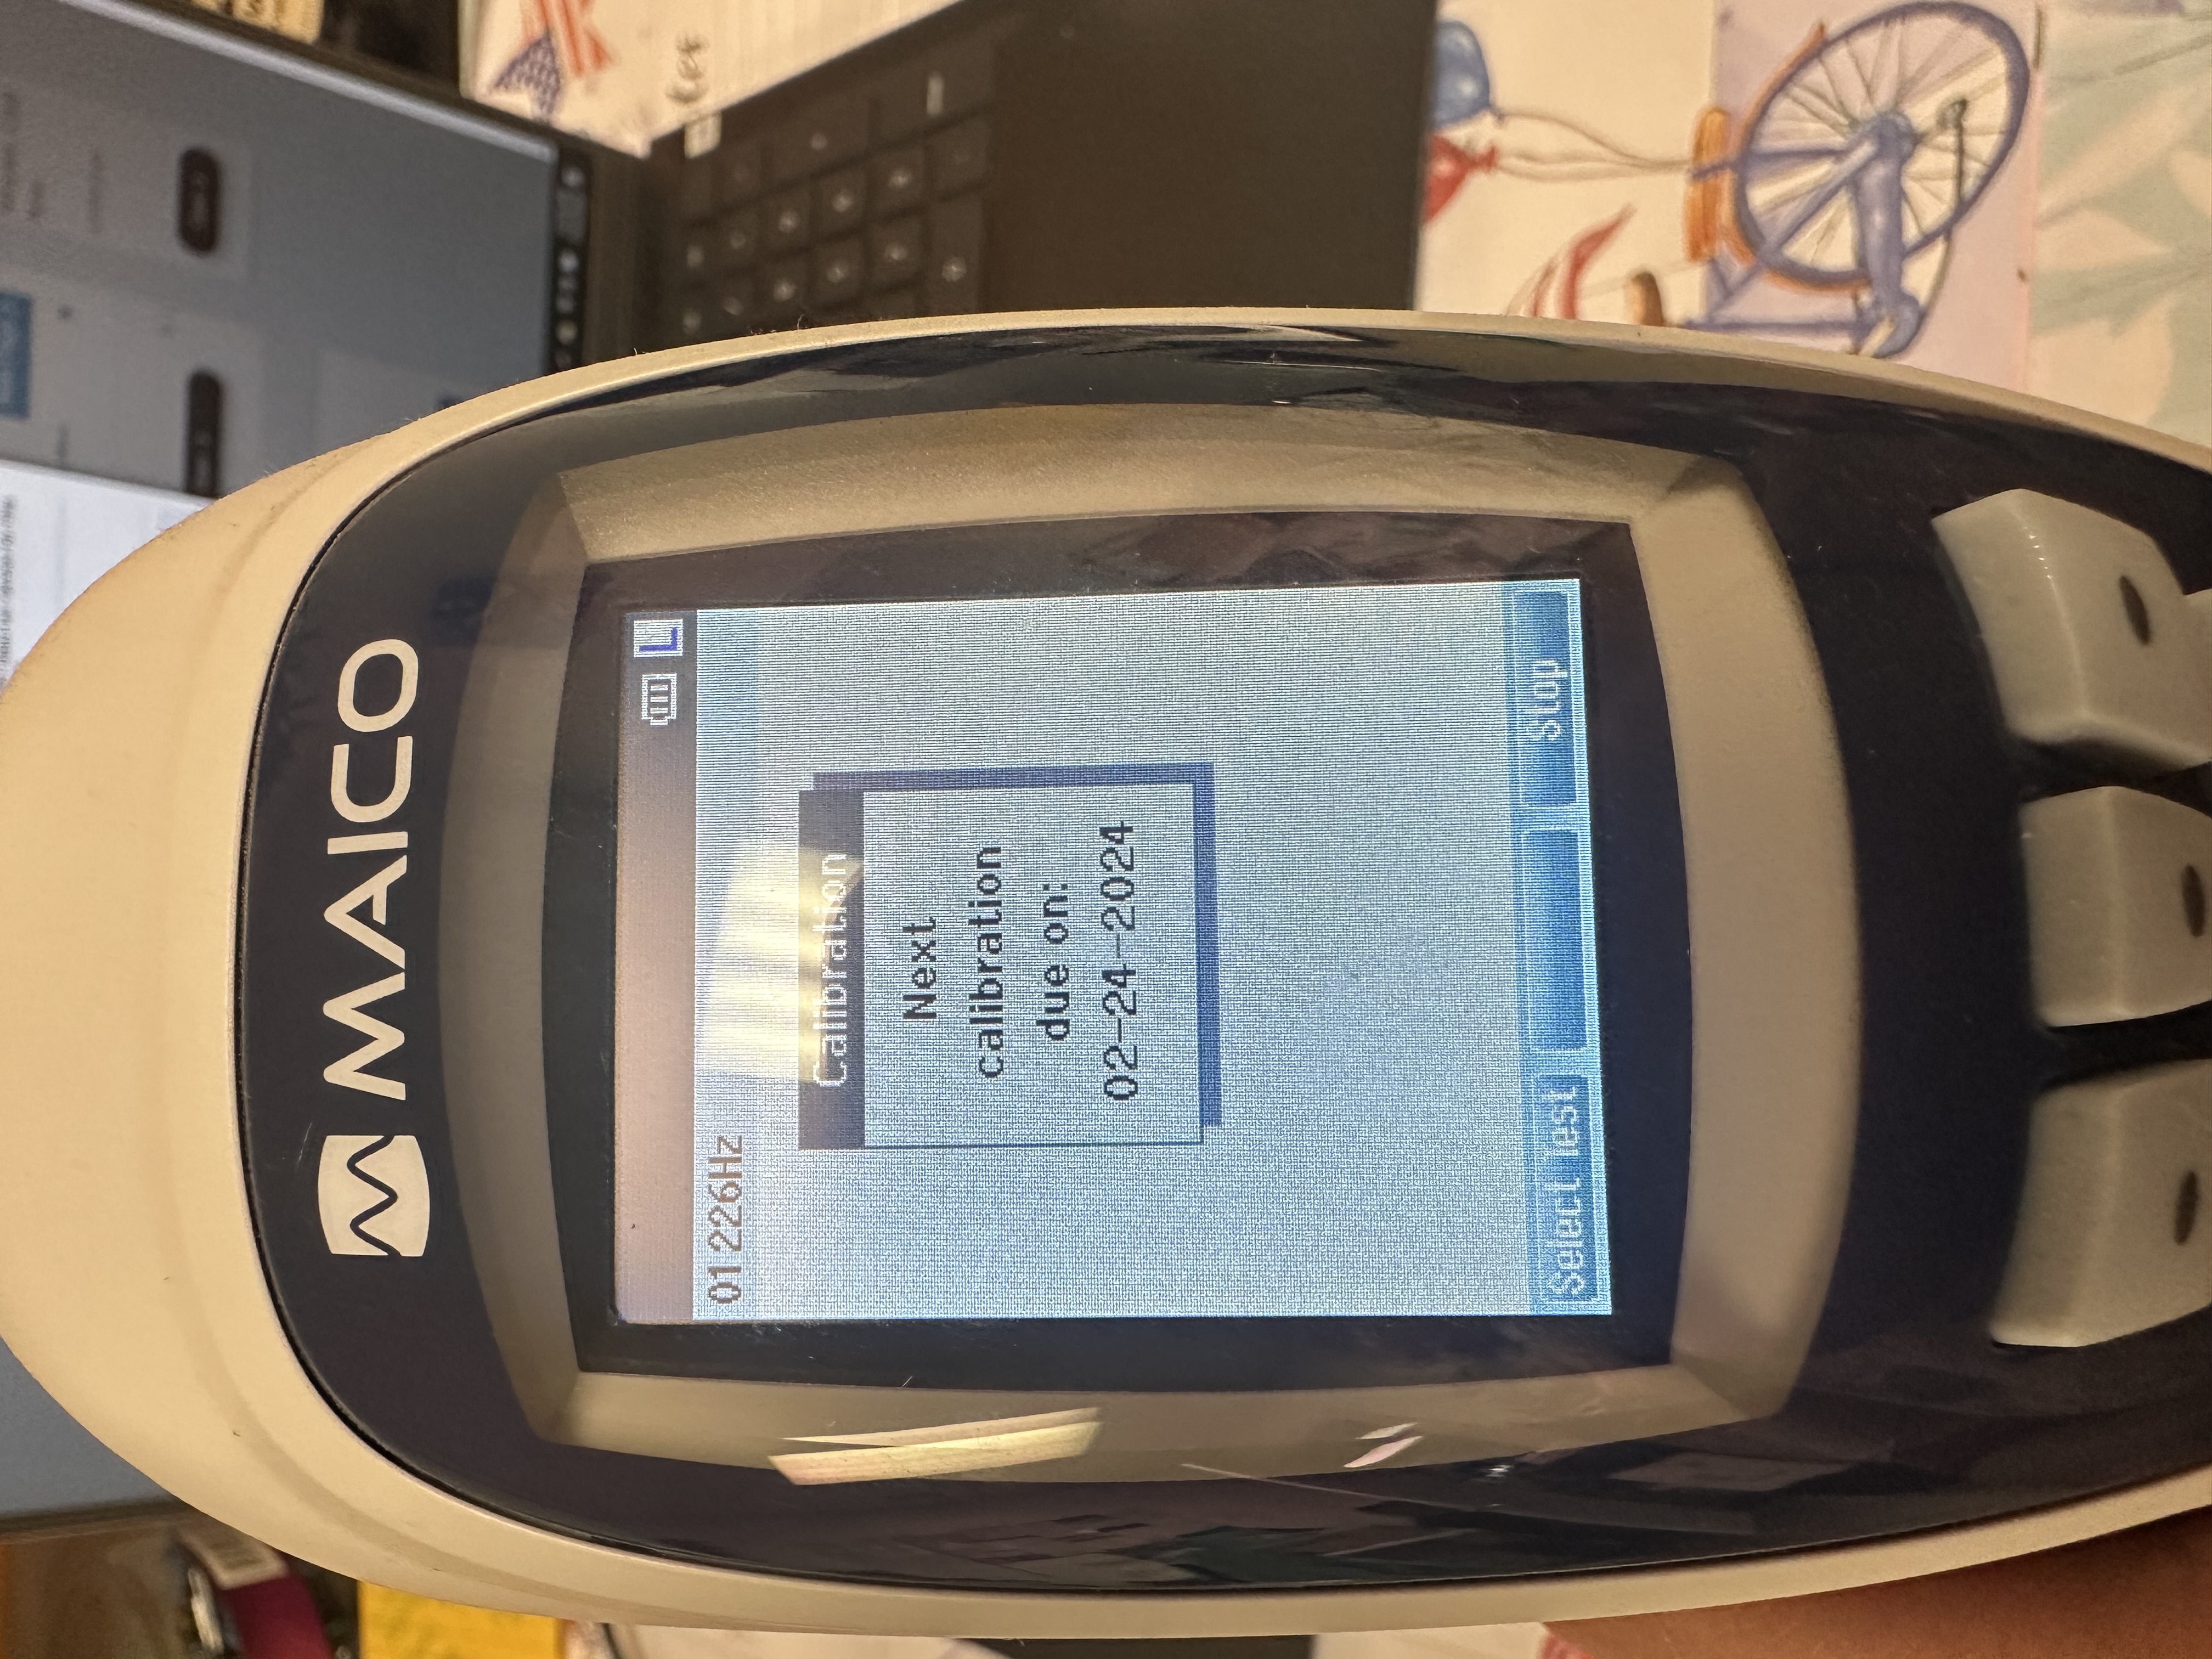 MAICO
L
01 226Hz
Calibration
Next
calibration
due on:
02-24-2024
Select Test
Stop